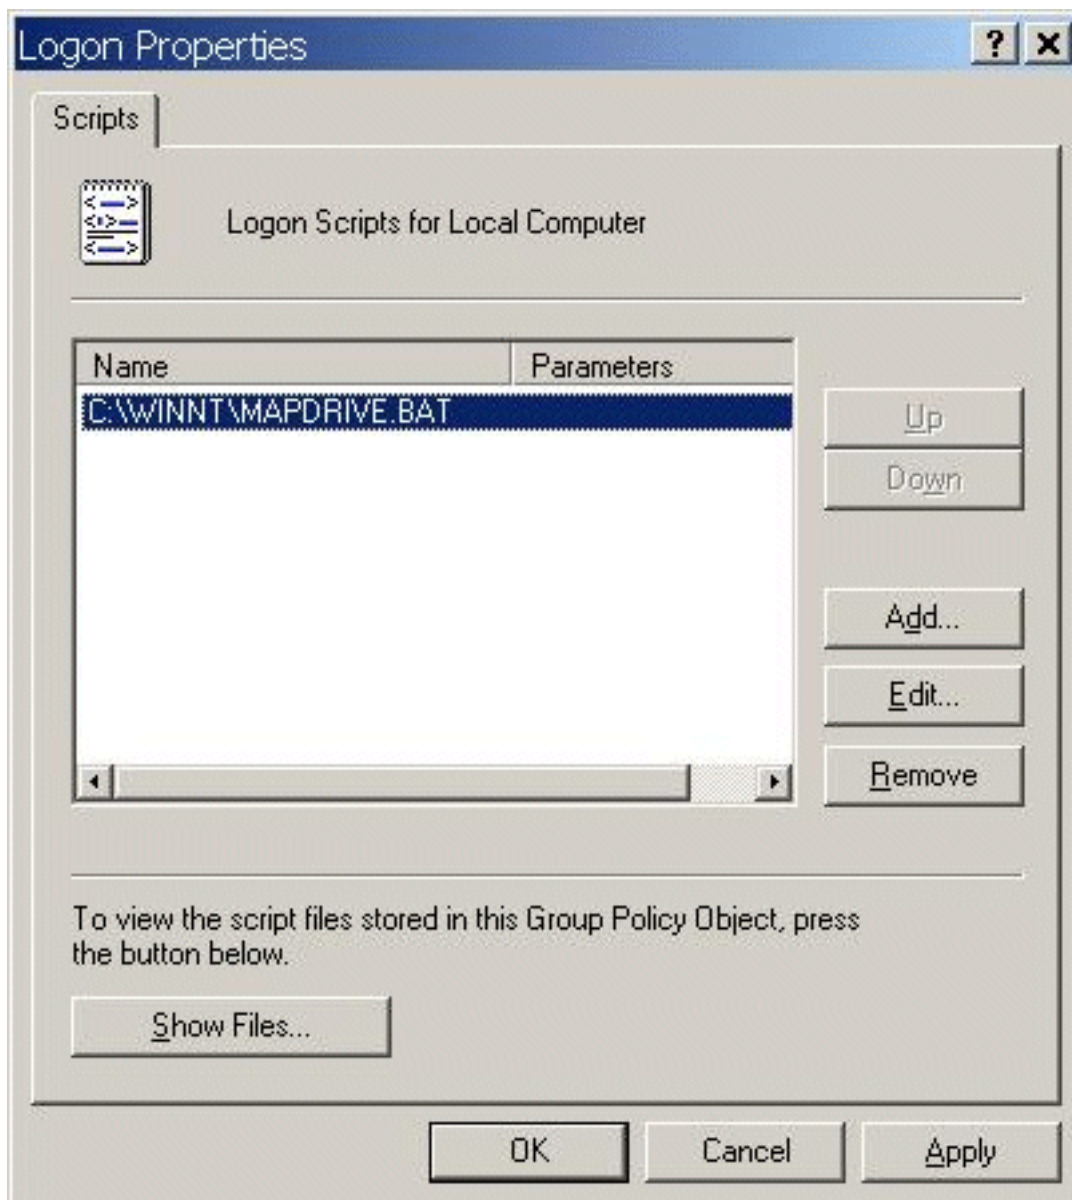 Logon Properties
Scripts
Logon Scripts for Local Computer
Name Parameters
C:\WINNT\MAPDRIVE.BAT
Up
Down
Add...
Edit...
Remove
To view the script files stored in this Group Policy Object, press
the button below.
Show Files...
OK Cancel Apply